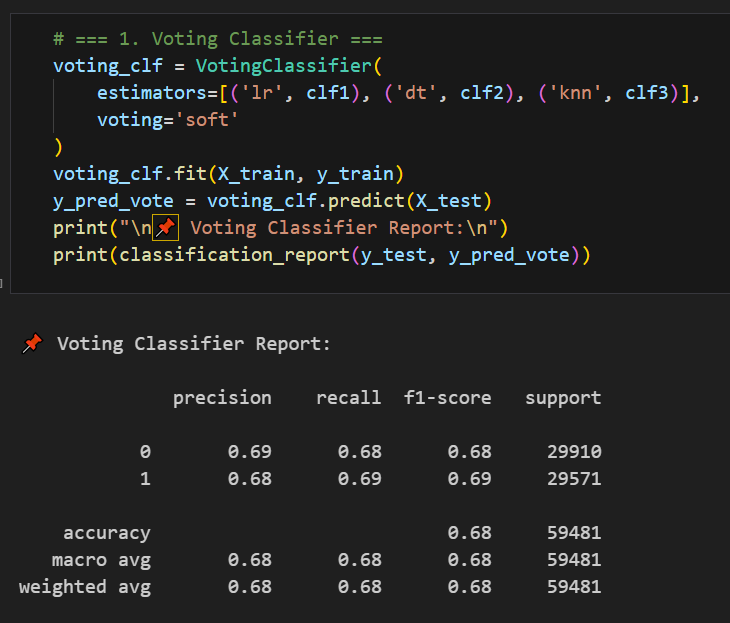 # === 1. Voting Classifier ===
voting_clf = VotingClassifier(
    estimators=[('lr', clf1), ('dt', clf2), ('knn', clf3)],
    voting='soft'
)
voting_clf.fit(X_train, y_train)
y_pred_vote = voting_clf.predict(X_test)
print("\n📌 Voting Classifier Report:\n")
print(classification_report(y_test, y_pred_vote))
📌 Voting Classifier Report:
precision    recall  f1-score   support
0       0.69      0.68      0.68     29910
1       0.68      0.69      0.69     29571
accuracy                           0.68     59481
macro avg       0.68      0.68      0.68     59481
weighted avg       0.68      0.68      0.68     59481